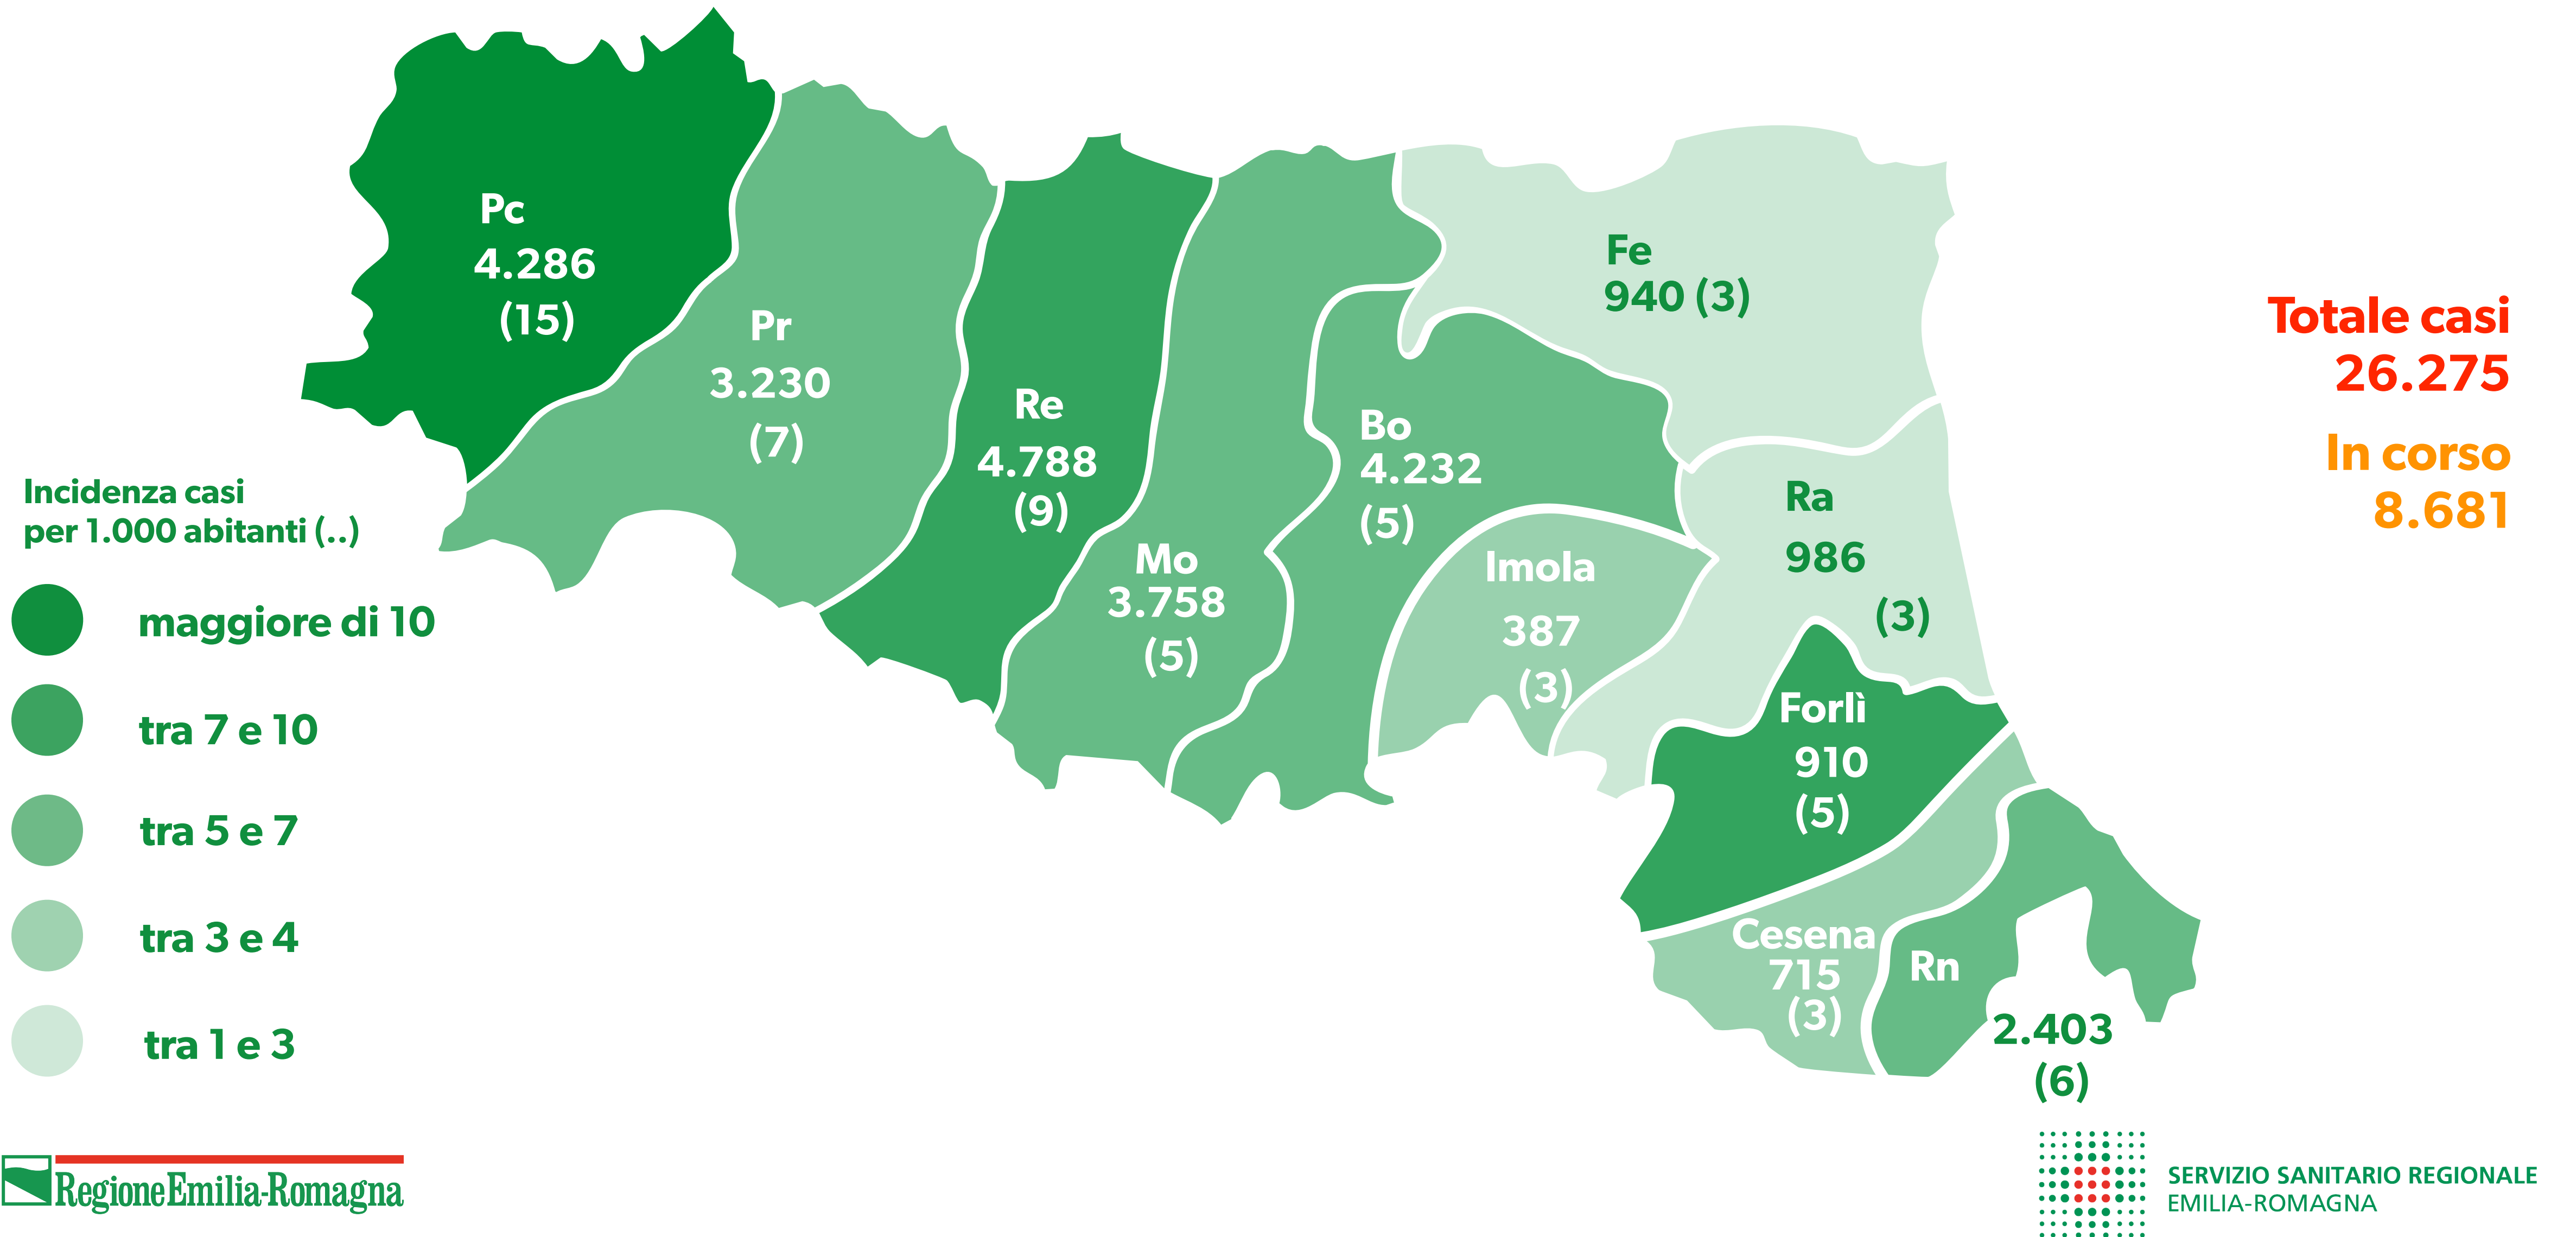 Pc
4.286
(15)
Pr
3.230
(7)
Re
4.788
(9)
Mo
3.758
(5)
Bo
4.232
(5)
Imola
387
(3)
Fe
940 (3)
Ra
986
(3)
Forlì
910
(5)
Cesena
715
(3)
Rn
2.403
(6)
Totale casi
26.275
In corso
8.681
Incidenza casi
per 1.000 abitanti (..)
maggiore di 10
tra 7 e 10
tra 5 e 7
tra 3 e 4
tra 1 e 3
RegioneEmilia-Romagna
SERVIZIO SANITARIO REGIONALE
EMILIA-ROMAGNA